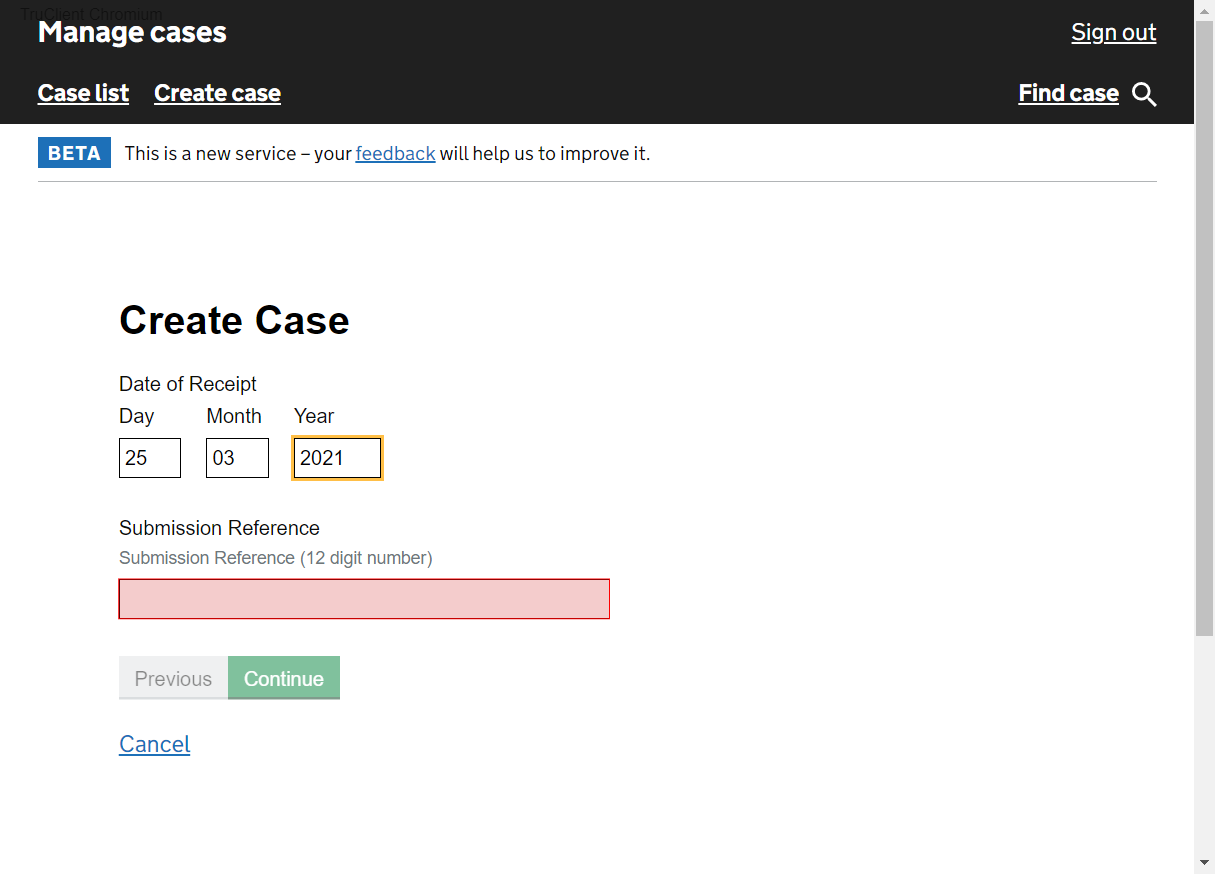 TruClient Chromium
Manage cases
Sign out
Case list Create case
Find case
BETA This is a new service – your feedback will help us to improve it.
Create Case
Date of Receipt
Day Month Year
25 03 2021
Submission Reference
Submission Reference (12 digit number)
Previous Continue
Cancel